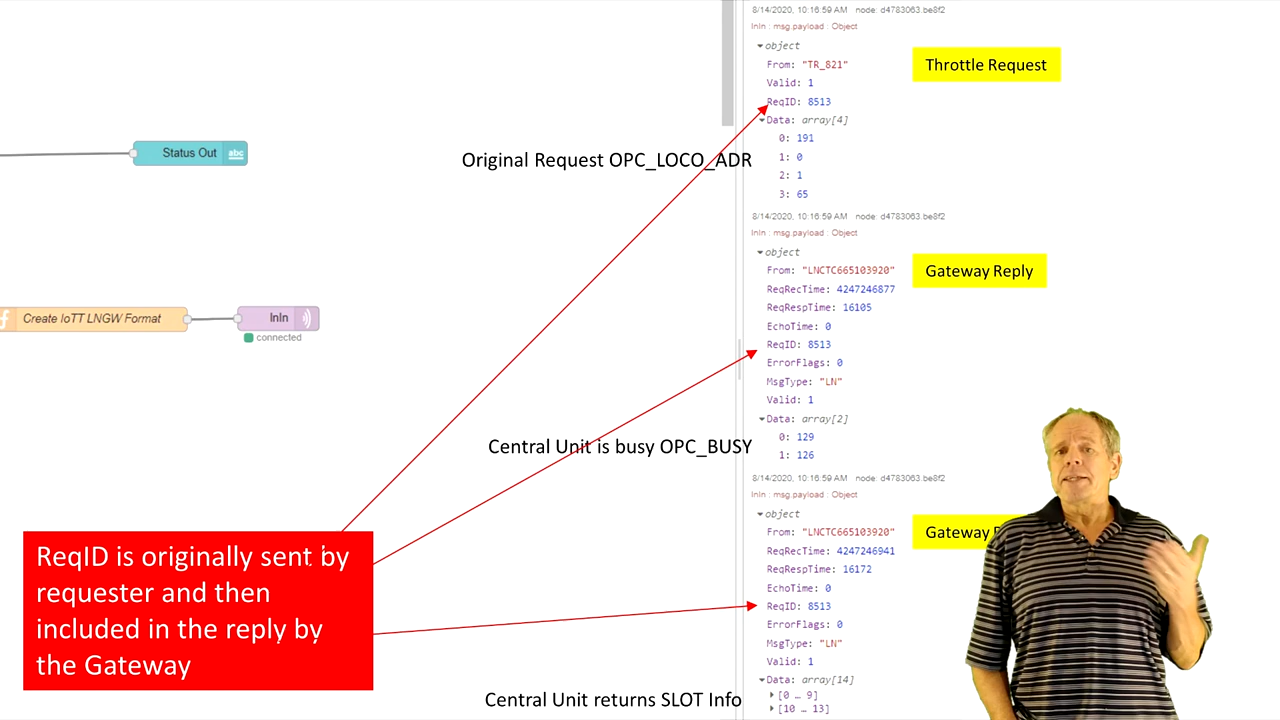 8/14/2020, 10:16:59 AM node: d4783063.be8f2
InIn : msg.payload : Object
object
From: "TR_821"
Throttle Request
Valid: 1
ReqID: 8513
Data: array[4]
0: 191
1: 0
2: 1
3: 65
Status Out abc
Original Request OPC_LOCO_ADR
8/14/2020, 10:16:59 AM node: d4783063.be8f2
InIn : msg.payload : Object
object
From: "LNCTC665103920"
Gateway Reply
ReqRecTime: 4247246877
ReqRespTime: 16105
EchoTime: 0
ReqID: 8513
ErrorFlags: 0
MsgType: "LN"
Valid: 1
Data: array[2]
0: 129
1: 126
f Create IoTT LNGW Format
InIn
connected
Central Unit is busy OPC_BUSY
8/14/2020, 10:16:59 AM node: d4783063.be8f2
InIn : msg.payload : Object
object
From: "LNCTC665103920"
Gateway
ReqRecTime: 4247246941
ReqRespTime: 16172
EchoTime: 0
ReqID: 8513
ErrorFlags: 0
MsgType: "LN"
Valid: 1
Data: array[14]
[0 … 9]
[10 … 13]
ReqID is originally sent by
requester and then
included in the reply by
the Gateway
Central Unit returns SLOT Info